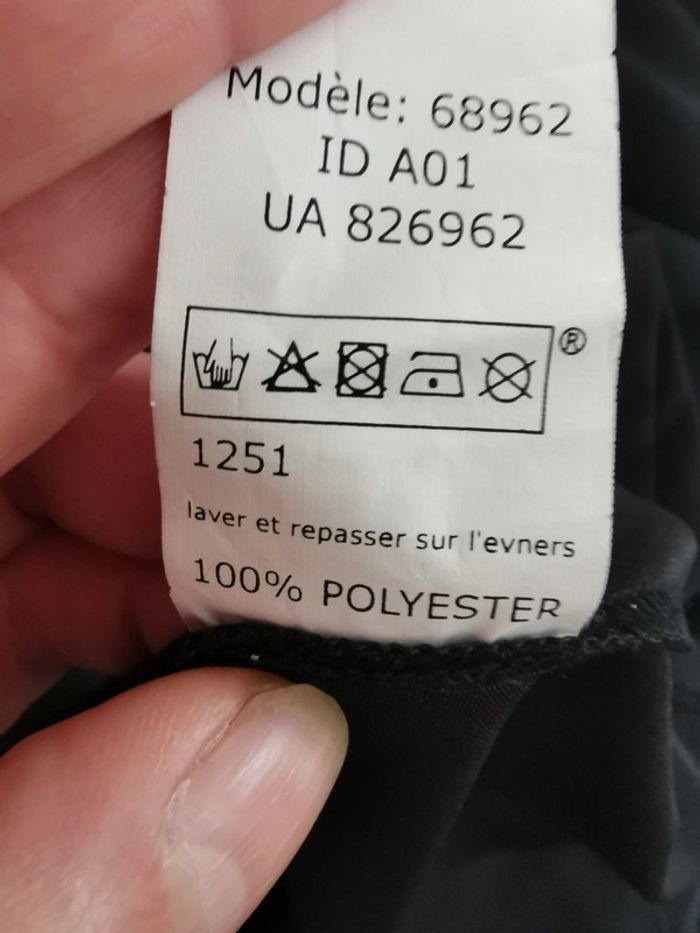 Modèle: 68962
ID A01
UA 826962
®
1251
laver et repasser sur l'evners
100% POLYESTER